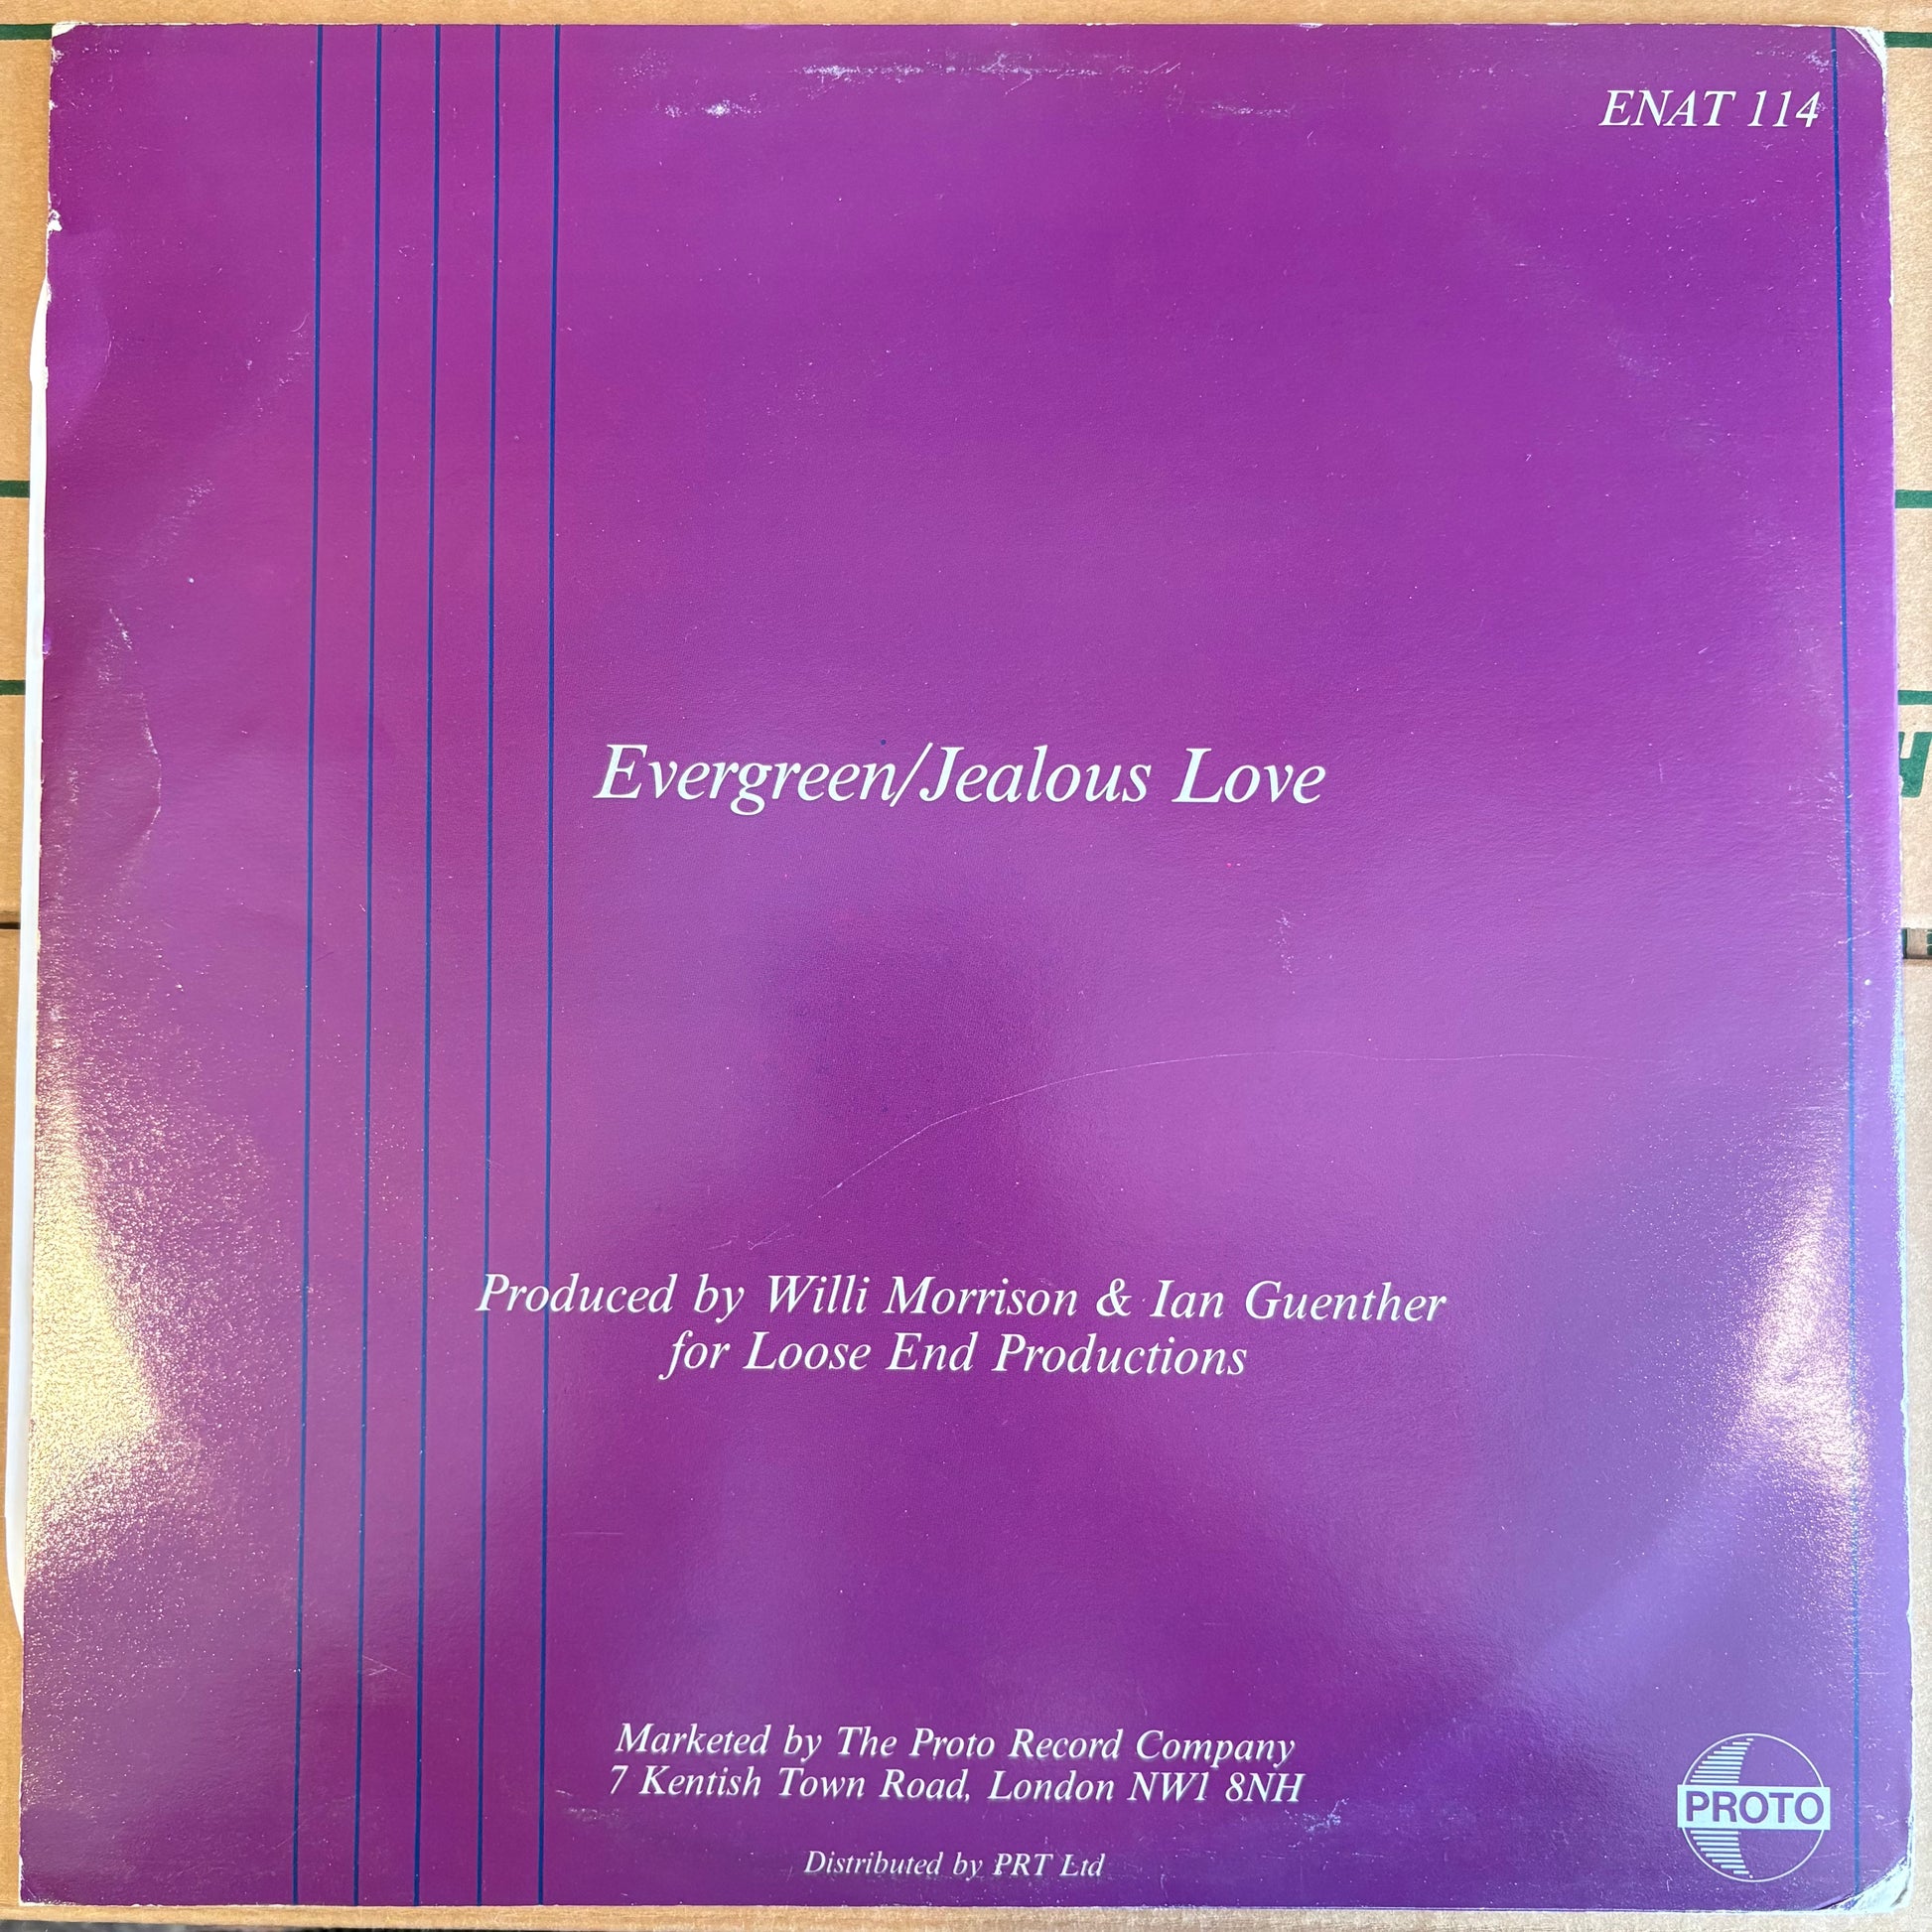 ENAT 114
Evergreen/Jealous Love
Produced by Willi Morrison & Ian Guenther
for Loose End Productions
Marketed by The Proto Record Company
7 Kentish Town Road, London NW1 8NH
PROTO
Distributed by PRT Ltd